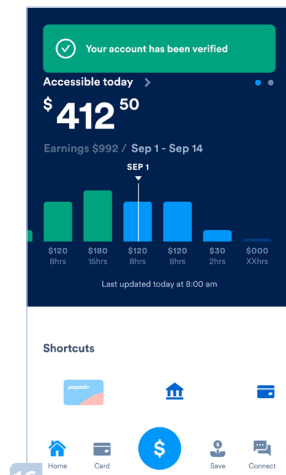 Your account has been verified
Accessible today
$412 50
Earnings $992 / Sep 1 - Sep 14
SEP 1
$120 $180 $120 $120 $30 $000
8hrs 15hrs 8hrs 8hrs 2hrs XXhrs
Last updated today at 8:00 am
Shortcuts
payactiv
$
Home Card Save Connect